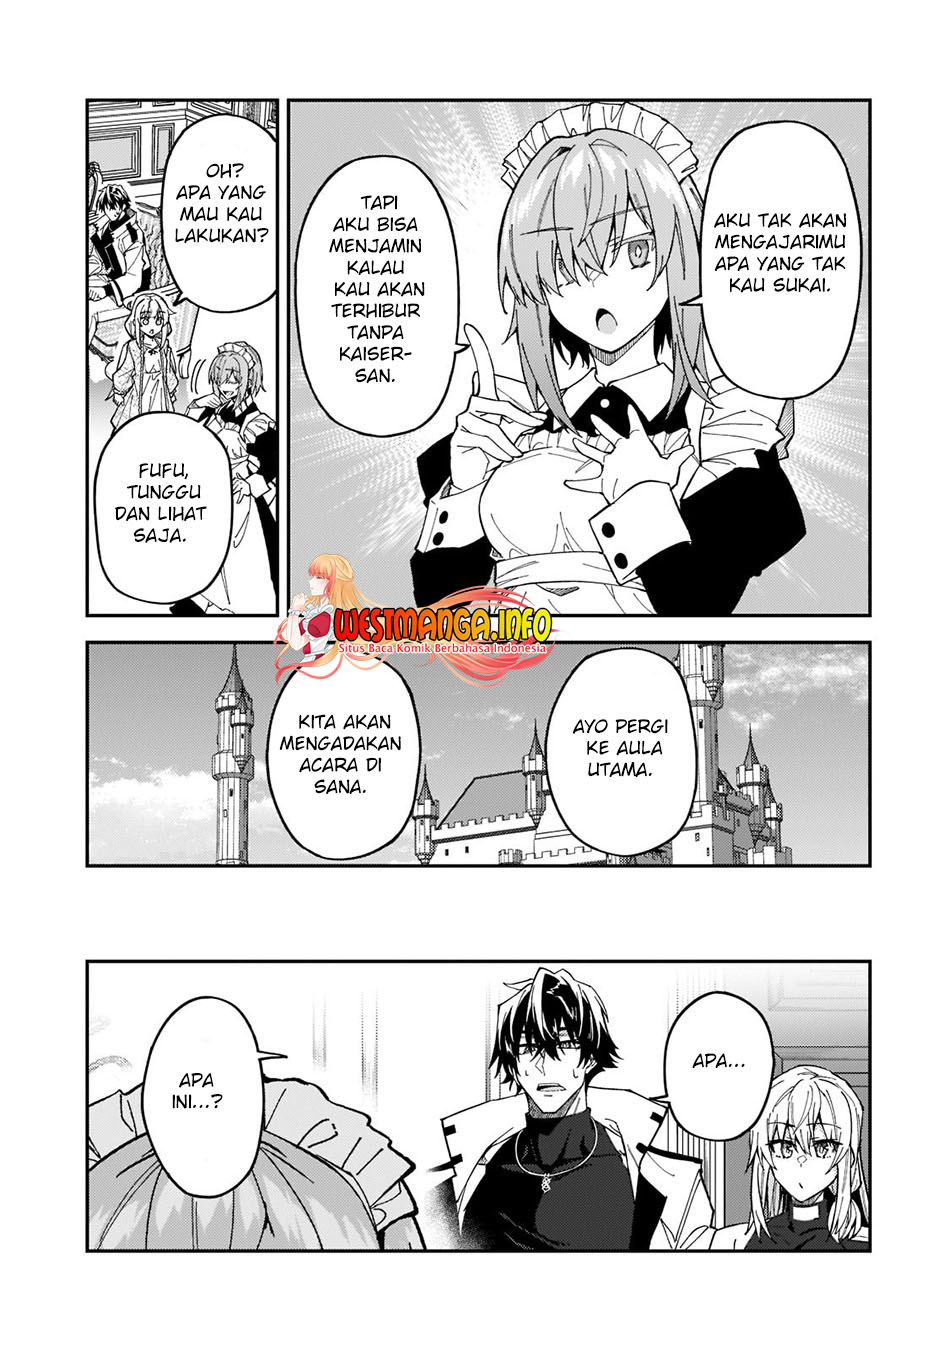 AKU TAK AKAN
MENGAJARIMU
APA YANG TAK
KAU SUKAI.
TAPI
AKU BISA
MENJAMIN
KALAU
KAU AKAN
TERHIBUR
TANPA
KAISER-
SAN.
OH?
APA YANG
MAU KAU
LAKUKAN?
FUFU,
TUNGGU
DAN LIHAT
SAJA.
WESTMANGA.INFO
Situs Baca Komik Berbahasa Indonesia
AYO PERGI
KE AULA
UTAMA.
KITA AKAN
MENGADAKAN
ACARA DI
SANA.
APA...
APA
INI...?